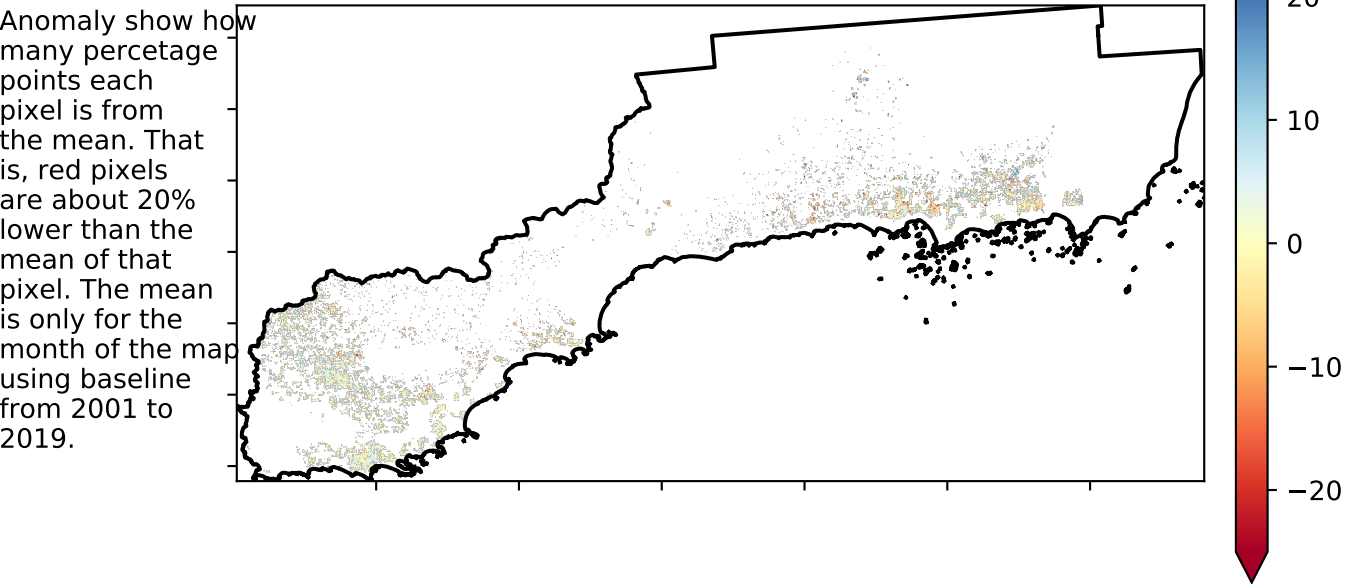 Anomaly show how
many percetage
points each
pixel is from
the mean. That
is, red pixels
are about 20%
lower than the
mean of that
pixel. The mean
is only for the
month of the map
using baseline
from 2001 to
2019.
20
10
0
−10
−20